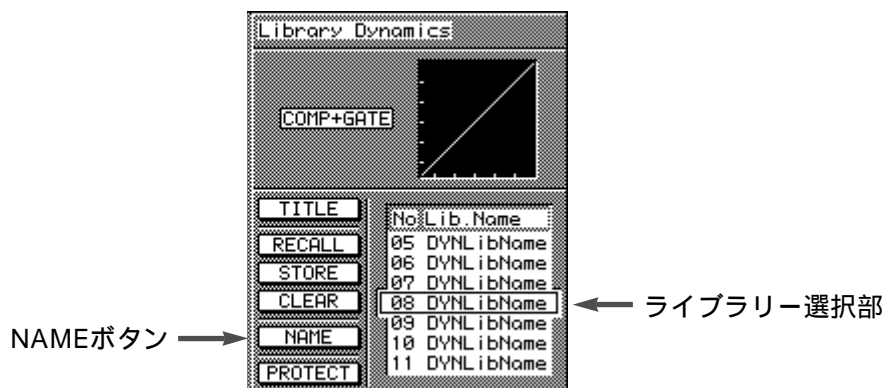 Library Dynamics
COMP+GATE
TITLE
RECALL
STORE
CLEAR
NAME
PROTECT
No Lib.Name
05 DYNLibName
06 DYNLibName
07 DYNLibName
08 DYNLibName
09 DYNLibName
10 DYNLibName
11 DYNLibName
NAMEボタン
ライブラリー選択部